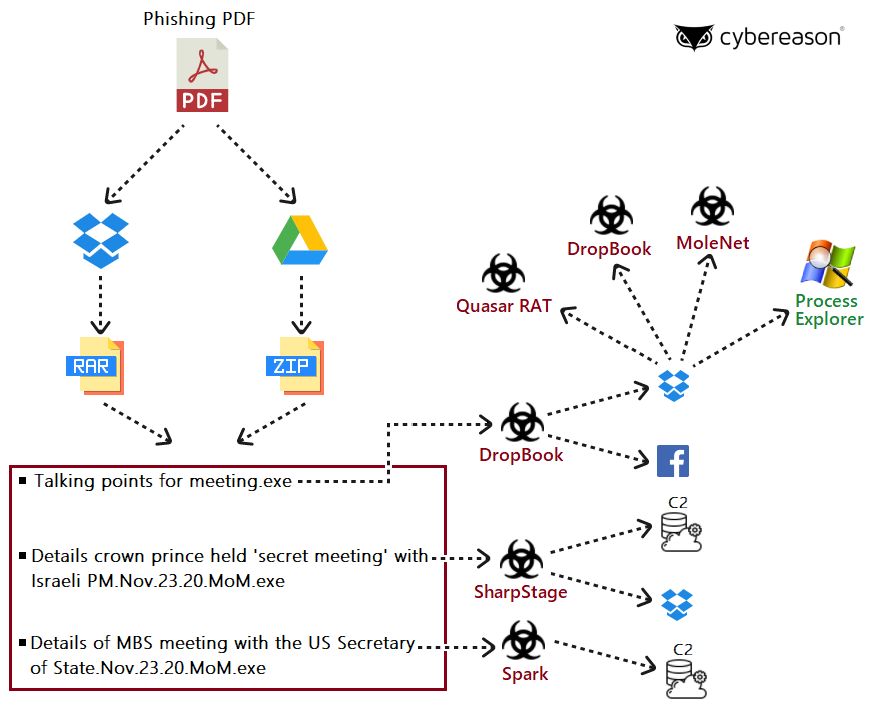 Phishing PDF
cybereason®
PDF
DropBook
MoleNet
Quasar RAT
Process
Explorer
RAR
ZIP
DropBook
Talking points for meeting.exe
C2
Details crown prince held 'secret meeting' with
Israeli PM.Nov.23.20.MoM.exe
SharpStage
Details of MBS meeting with the US Secretary
of State.Nov.23.20.MoM.exe
C2
Spark